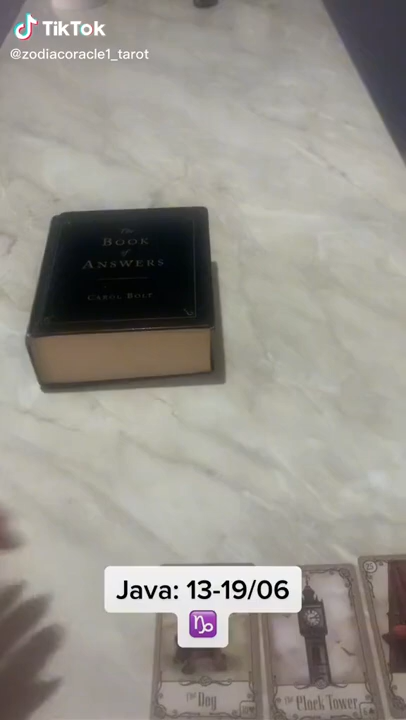 TikTok
@zodiacoracle1_tarot
The
BOOK
of
ANSWERS
CAROL BOLT
Java: 13-19/06
♑
The Dog
The Clock Tower